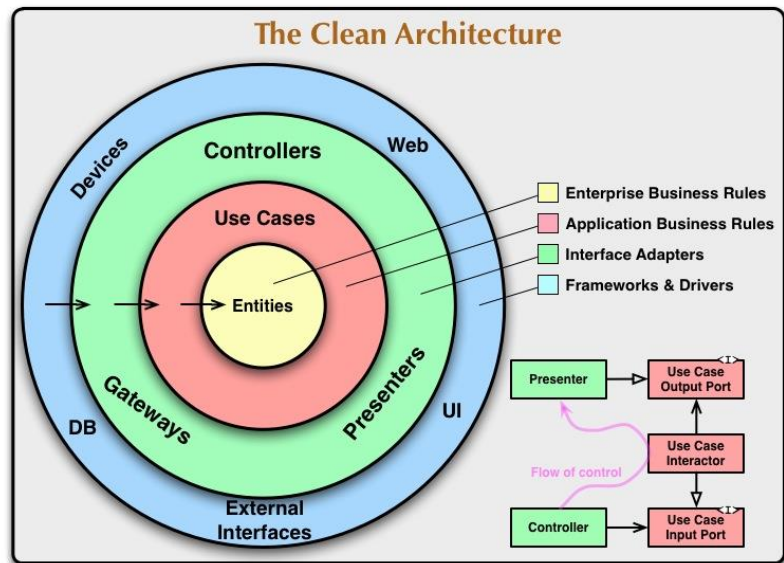 The Clean Architecture
Devices
Web
Controllers
Use Cases
Entities
Gateways
Presenters
DB
UI
External
Interfaces
Enterprise Business Rules
Application Business Rules
Interface Adapters
Frameworks & Drivers
Presenter
<I>
Use Case
Output Port
Use Case
Interactor
Flow of control
Controller
<I>
Use Case
Input Port